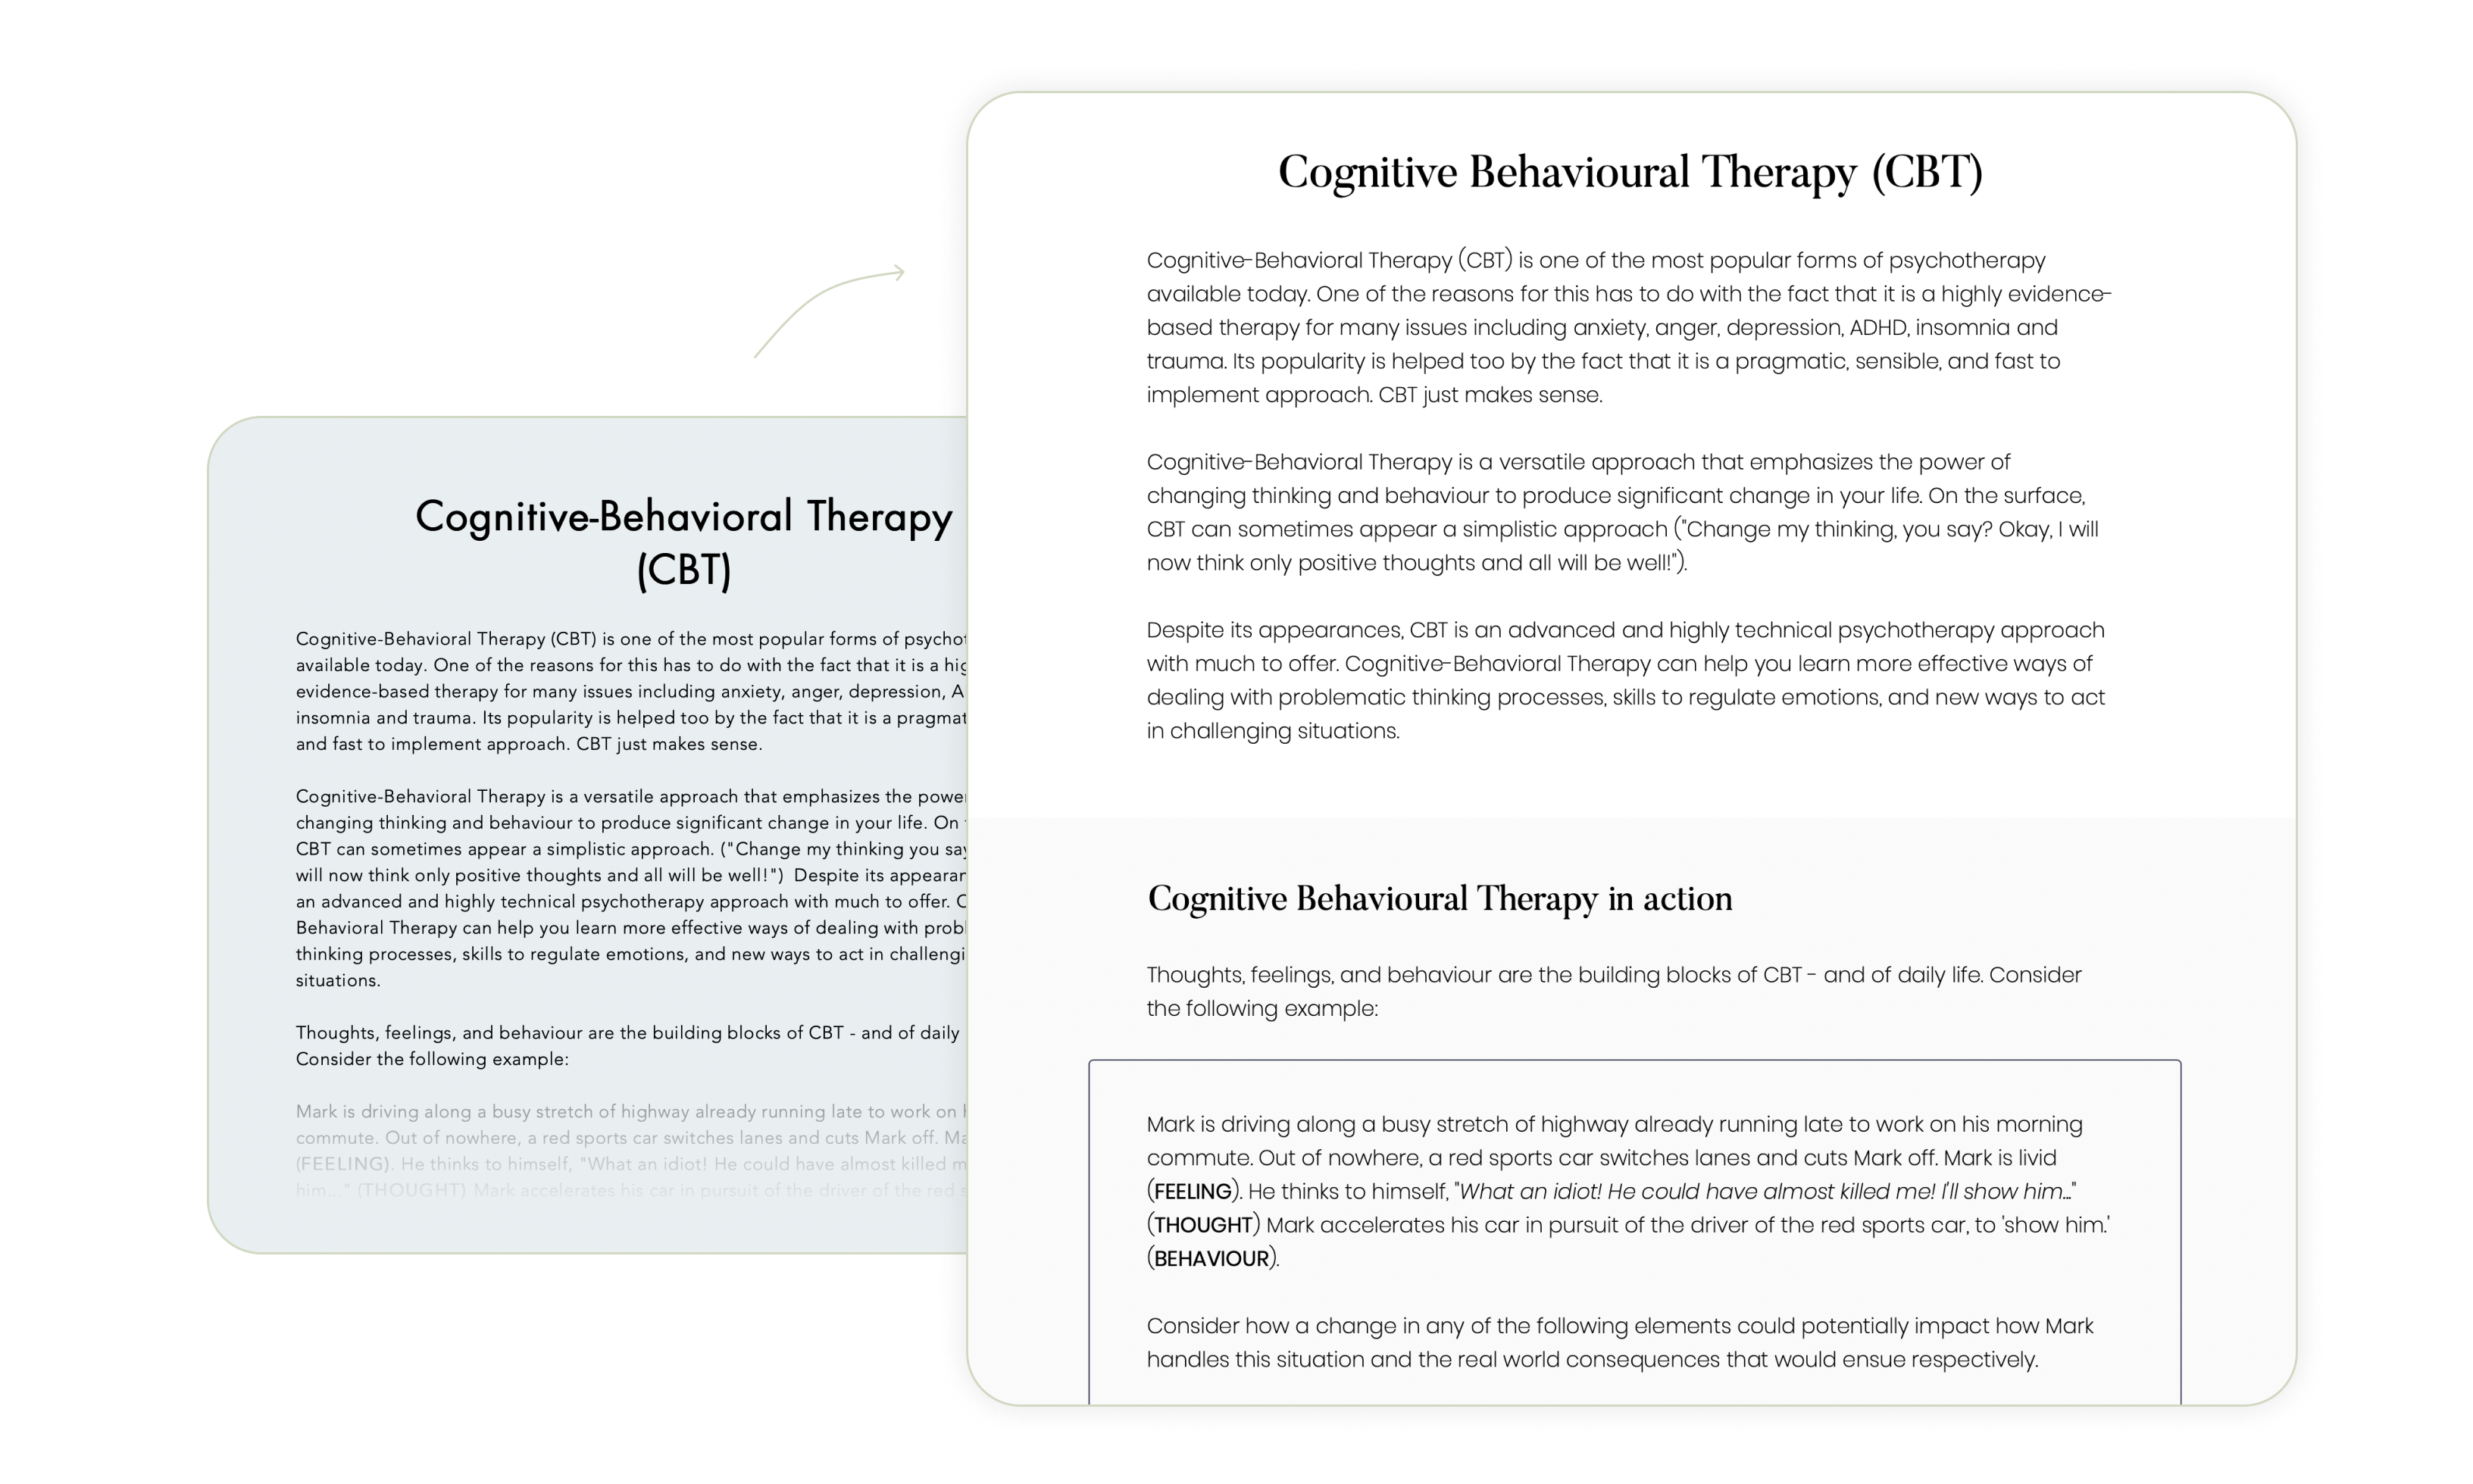 Cognitive-Behavioral Therapy
(CBT)
Cognitive-Behavioral Therapy (CBT) is one of the most popular forms of
available today. One of the reasons for this has to do with the fact that it is a
evidence-based therapy for many issues including anxiety, anger, depression,
insomnia and trauma. Its popularity is helped too by the fact that it is a
and fast to implement approach. CBT just makes sense.
Cognitive-Behavioral Therapy is a versatile approach that emphasizes the
changing thinking and behaviour to produce significant change in your life. On
CBT can sometimes appear a simplistic approach. ("Change my thinking you
will now think only positive thoughts and all will be well!")  Despite its
an advanced and highly technical psychotherapy approach with much to offer.
Behavioral Therapy can help you learn more effective ways of dealing with
thinking processes, skills to regulate emotions, and new ways to act in
situations.
Thoughts, feelings, and behaviour are the building blocks of CBT - and of daily
Consider the following example:
Mark is driving along a busy stretch of highway already running late to work on
commute. Out of nowhere, a red sports car switches lanes and cuts Mark off.
(FEELING). He thinks to himself, "What an idiot! He could have almost killed
him..." (THOUGHT) Mark accelerates his car in pursuit of the driver of the red
Cognitive Behavioural Therapy (CBT)
Cognitive-Behavioral Therapy (CBT) is one of the most popular forms of psychotherapy
available today. One of the reasons for this has to do with the fact that it is a highly evidence-
based therapy for many issues including anxiety, anger, depression, ADHD, insomnia and
trauma. Its popularity is helped too by the fact that it is a pragmatic, sensible, and fast to
implement approach. CBT just makes sense.
Cognitive-Behavioral Therapy is a versatile approach that emphasizes the power of
changing thinking and behaviour to produce significant change in your life. On the surface,
CBT can sometimes appear a simplistic approach ("Change my thinking, you say? Okay, I will
now think only positive thoughts and all will be well!").
Despite its appearances, CBT is an advanced and highly technical psychotherapy approach
with much to offer. Cognitive-Behavioral Therapy can help you learn more effective ways of
dealing with problematic thinking processes, skills to regulate emotions, and new ways to act
in challenging situations.
Cognitive Behavioural Therapy in action
Thoughts, feelings, and behaviour are the building blocks of CBT - and of daily life. Consider
the following example:
Mark is driving along a busy stretch of highway already running late to work on his morning
commute. Out of nowhere, a red sports car switches lanes and cuts Mark off. Mark is livid
(FEELING). He thinks to himself, "What an idiot! He could have almost killed me! I'll show him..."
(THOUGHT) Mark accelerates his car in pursuit of the driver of the red sports car, to 'show him.'
(BEHAVIOUR).
Consider how a change in any of the following elements could potentially impact how Mark
handles this situation and the real world consequences that would ensue respectively.